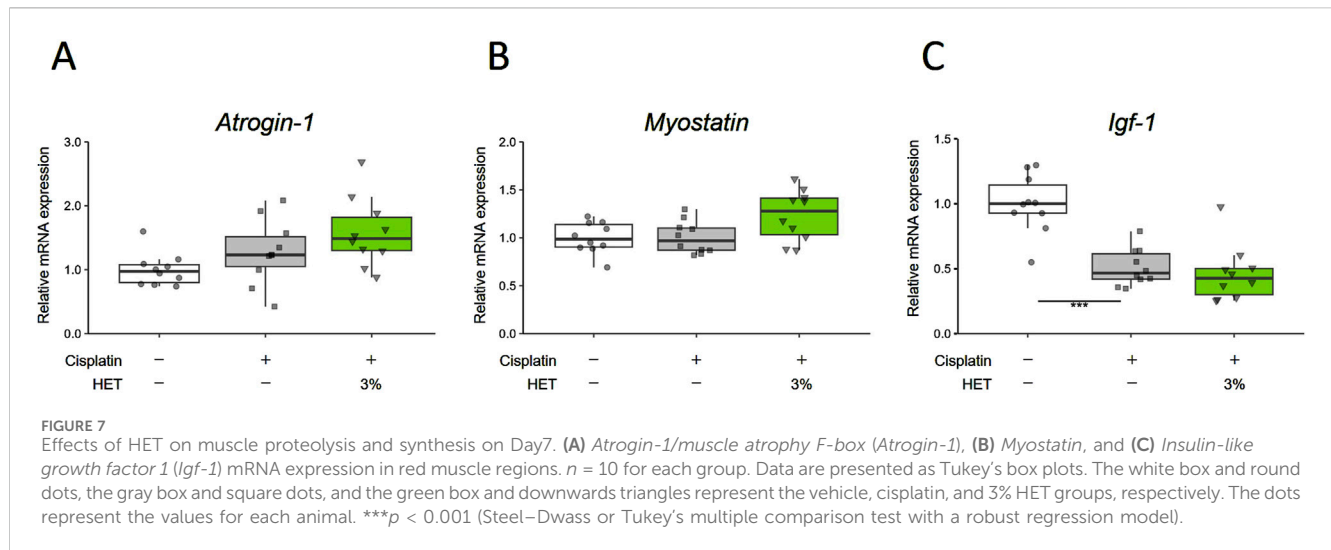 A
B
C
Atrogin-1
Myostatin
Igf-1
Relative mRNA expression
3.0
2.0
1.0
0.0
Relative mRNA expression
2.0
1.5
1.0
0.5
0.0
Relative mRNA expression
1.5
1.0
0.5
0.0
***
Cisplatin − + +
HET − − 3%
Cisplatin − + +
HET − − 3%
Cisplatin − + +
HET − − 3%
FIGURE 7
Effects of HET on muscle proteolysis and synthesis on Day7. (A) Atrogin-1/muscle atrophy F-box (Atrogin-1), (B) Myostatin, and (C) Insulin-like
growth factor 1 (Igf-1) mRNA expression in red muscle regions. n = 10 for each group. Data are presented as Tukey's box plots. The white box and round
dots, the gray box and square dots, and the green box and downwards triangles represent the vehicle, cisplatin, and 3% HET groups, respectively. The dots
represent the values for each animal. ***p < 0.001 (Steel–Dwass or Tukey's multiple comparison test with a robust regression model).